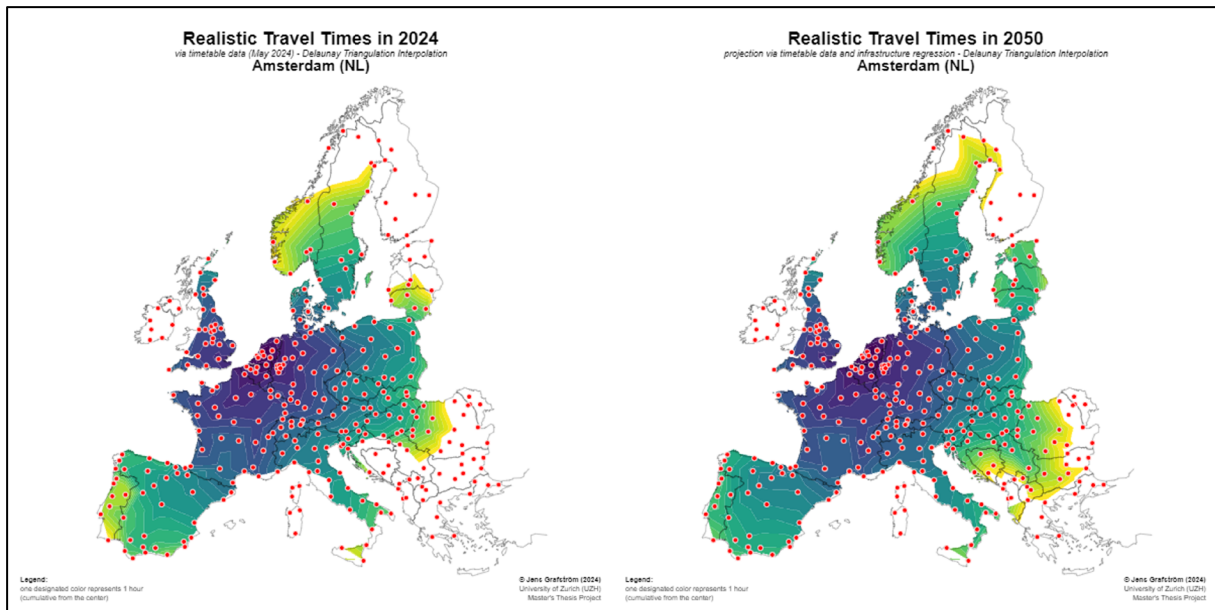 Realistic Travel Times in 2024
via timetable data (May 2024) - Delaunay Triangulation Interpolation
Amsterdam (NL)
Legend:
one designated color represents 1 hour
(cumulative from the center)
© Jens Grafström (2024)
University of Zurich (UZH)
Master's Thesis Project
Realistic Travel Times in 2050
projection via timetable data and infrastructure regression - Delaunay Triangulation Interpolation
Amsterdam (NL)
Legend:
one designated color represents 1 hour
(cumulative from the center)
© Jens Grafström (2024)
University of Zurich (UZH)
Master's Thesis Project